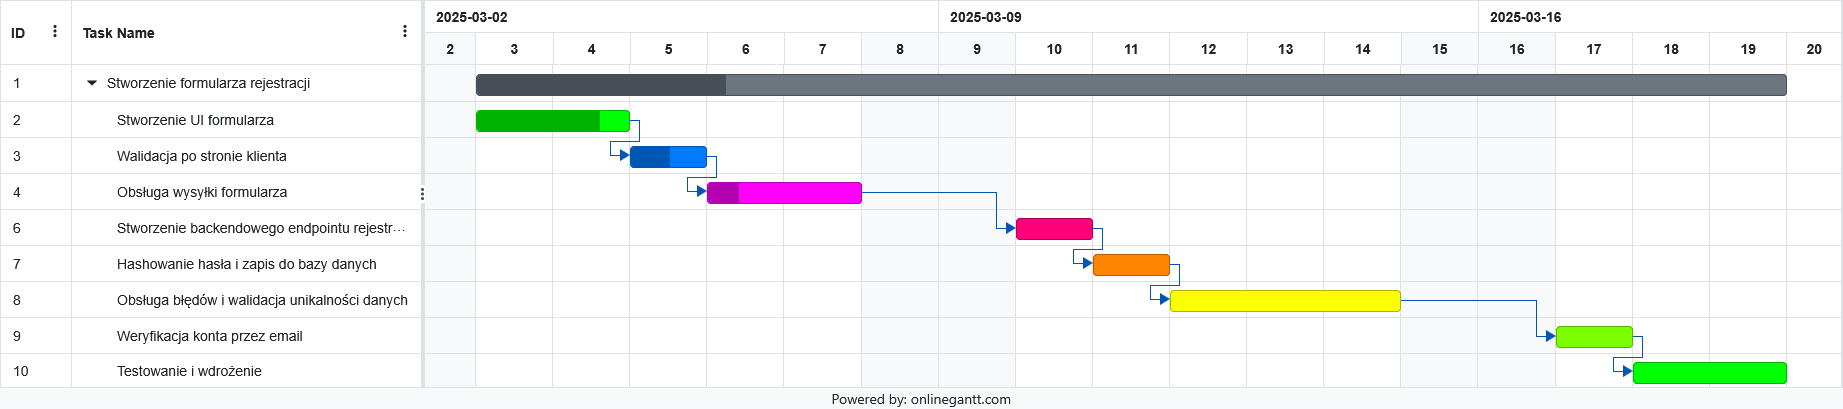 ID Task Name 2025-03-02 2025-03-09 2025-03-16
2 3 4 5 6 7 8 9 10 11 12 13 14 15 16 17 18 19 20
1 Stworzenie formularza rejestracji
2 Stworzenie UI formularza
3 Walidacja po stronie klienta
4 Obsługa wysyłki formularza
6 Stworzenie backendowego endpointu rejestr...
7 Hashowanie hasła i zapis do bazy danych
8 Obsługa błędów i walidacja unikalności danych
9 Weryfikacja konta przez email
10 Testowanie i wdrożenie
Powered by: onlinegantt.com